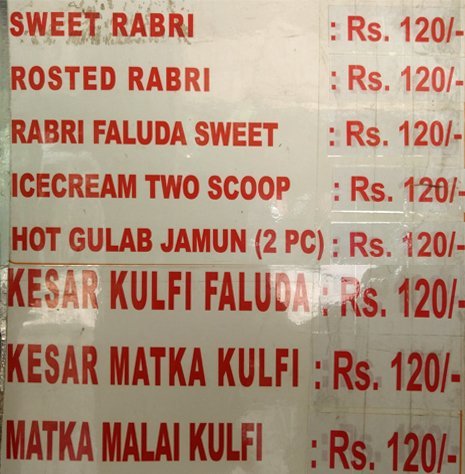 SWEET RABRI : Rs. 120/-
ROSTED RABRI : Rs. 120/-
RABRI FALUDA SWEET : Rs. 120/-
ICECREAM TWO SCOOP : Rs. 120/-
HOT GULAB JAMUN (2 PC) : Rs. 120/-
KESAR KULFI FALUDA : Rs. 120/-
KESAR MATKA KULFI : Rs. 120/-
MATKA MALAI KULFI : Rs. 120/-